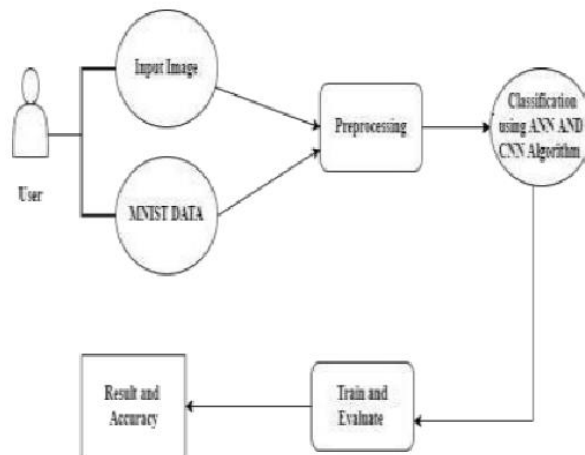 Input Image
User
MNIST DATA
Preprocessing
Classification
using ANN AND
CNN Algorithm
Train and
Evaluate
Result and
Accuracy